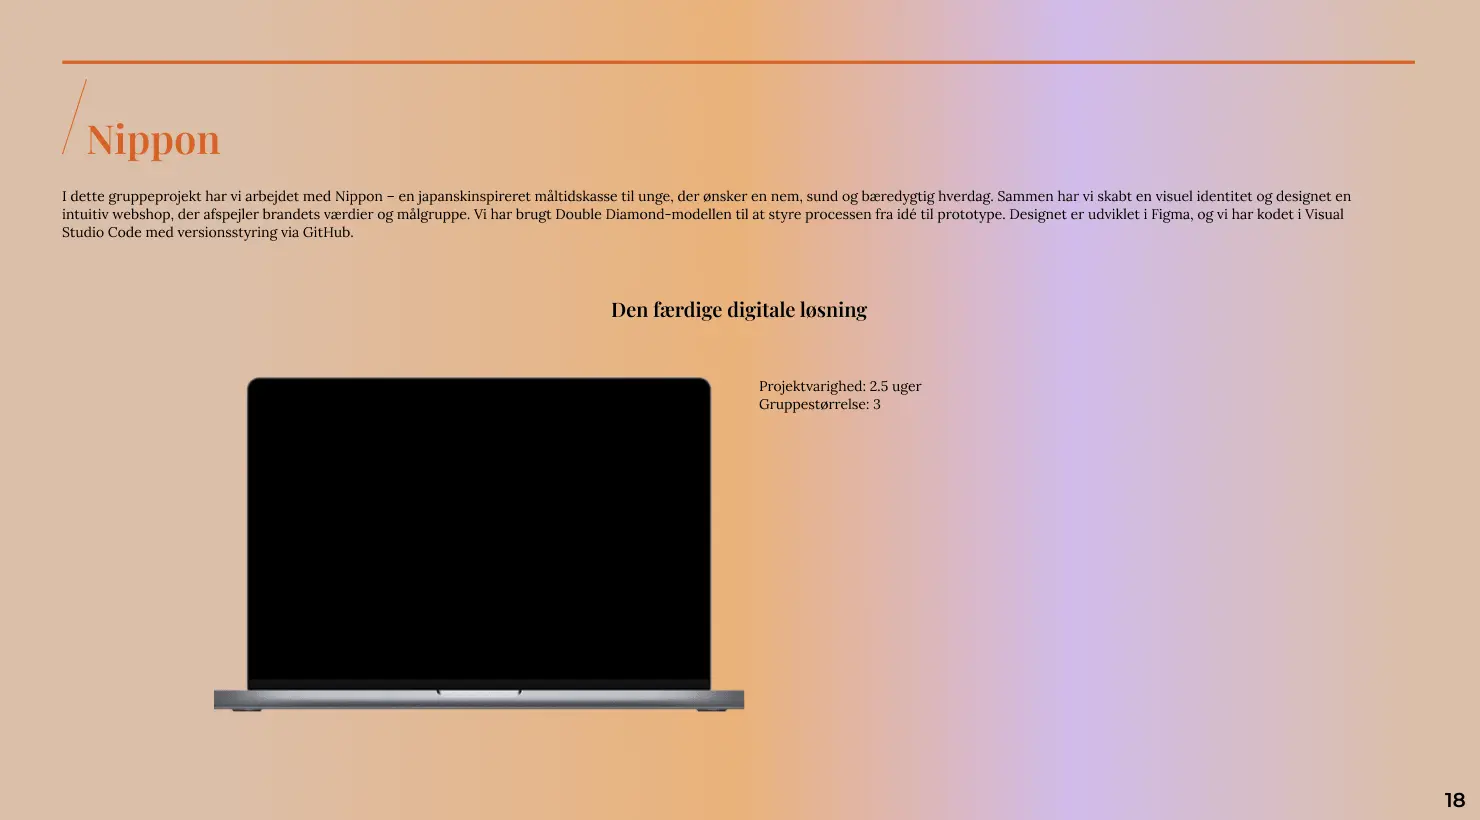 Nippon
I dette gruppeprojekt har vi arbejdet med Nippon – en japanskinspireret måltidskasse til unge, der ønsker en nem, sund og bæredygtig hverdag. Sammen har vi skabt en visuel identitet og designet en
intuitiv webshop, der afspejler brandets værdier og målgruppe. Vi har brugt Double Diamond-modellen til at styre processen fra idé til prototype. Designet er udviklet i Figma, og vi har kodet i Visual
Studio Code med versionsstyring via GitHub.
Den færdige digitale løsning
Projektvarighed: 2.5 uger
Gruppestørrelse: 3
18